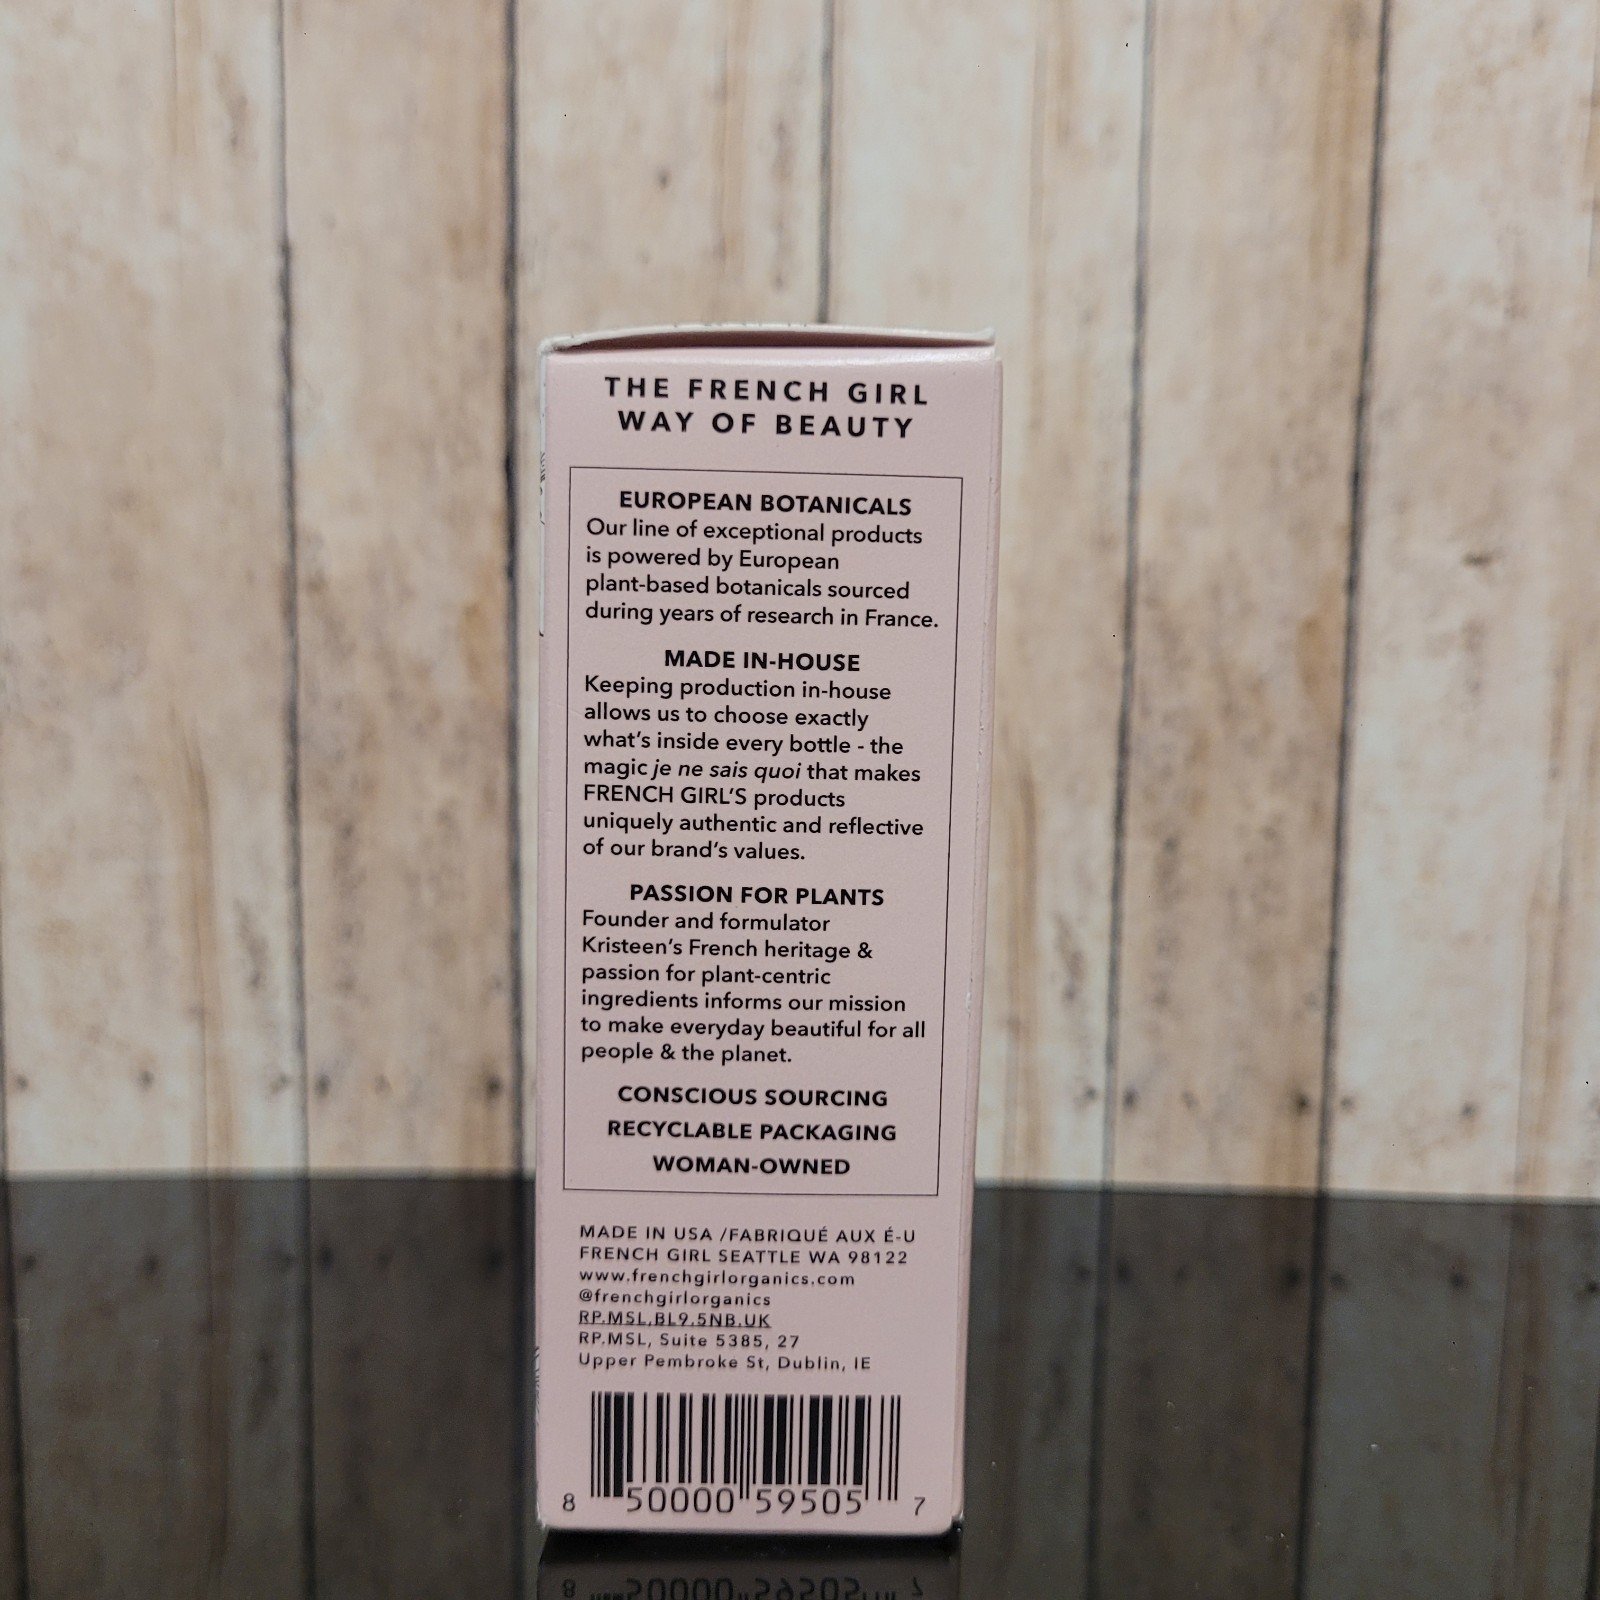 THE FRENCH GIRL
WAY OF BEAUTY
EUROPEAN BOTANICALS
Our line of exceptional products
is powered by European
plant-based botanicals sourced
during years of research in France.
MADE IN-HOUSE
Keeping production in-house
allows us to choose exactly
what's inside every bottle - the
magic je ne sais quoi that makes
FRENCH GIRL'S products
uniquely authentic and reflective
of our brand's values.
PASSION FOR PLANTS
Founder and formulator
Kristeen's French heritage &
passion for plant-centric
ingredients informs our mission
to make everyday beautiful for all
people & the planet.
CONSCIOUS SOURCING
RECYCLABLE PACKAGING
WOMAN-OWNED
MADE IN USA /FABRIQUÉ AUX É-U
FRENCH GIRL SEATTLE WA 98122
www.frenchgirlorganics.com
@frenchgirlorganics
RP.MSL.BL9.5NB.UK
RP.MSL, Suite 5385, 27
Upper Pembroke St, Dublin, IE
8 50000 59505 7